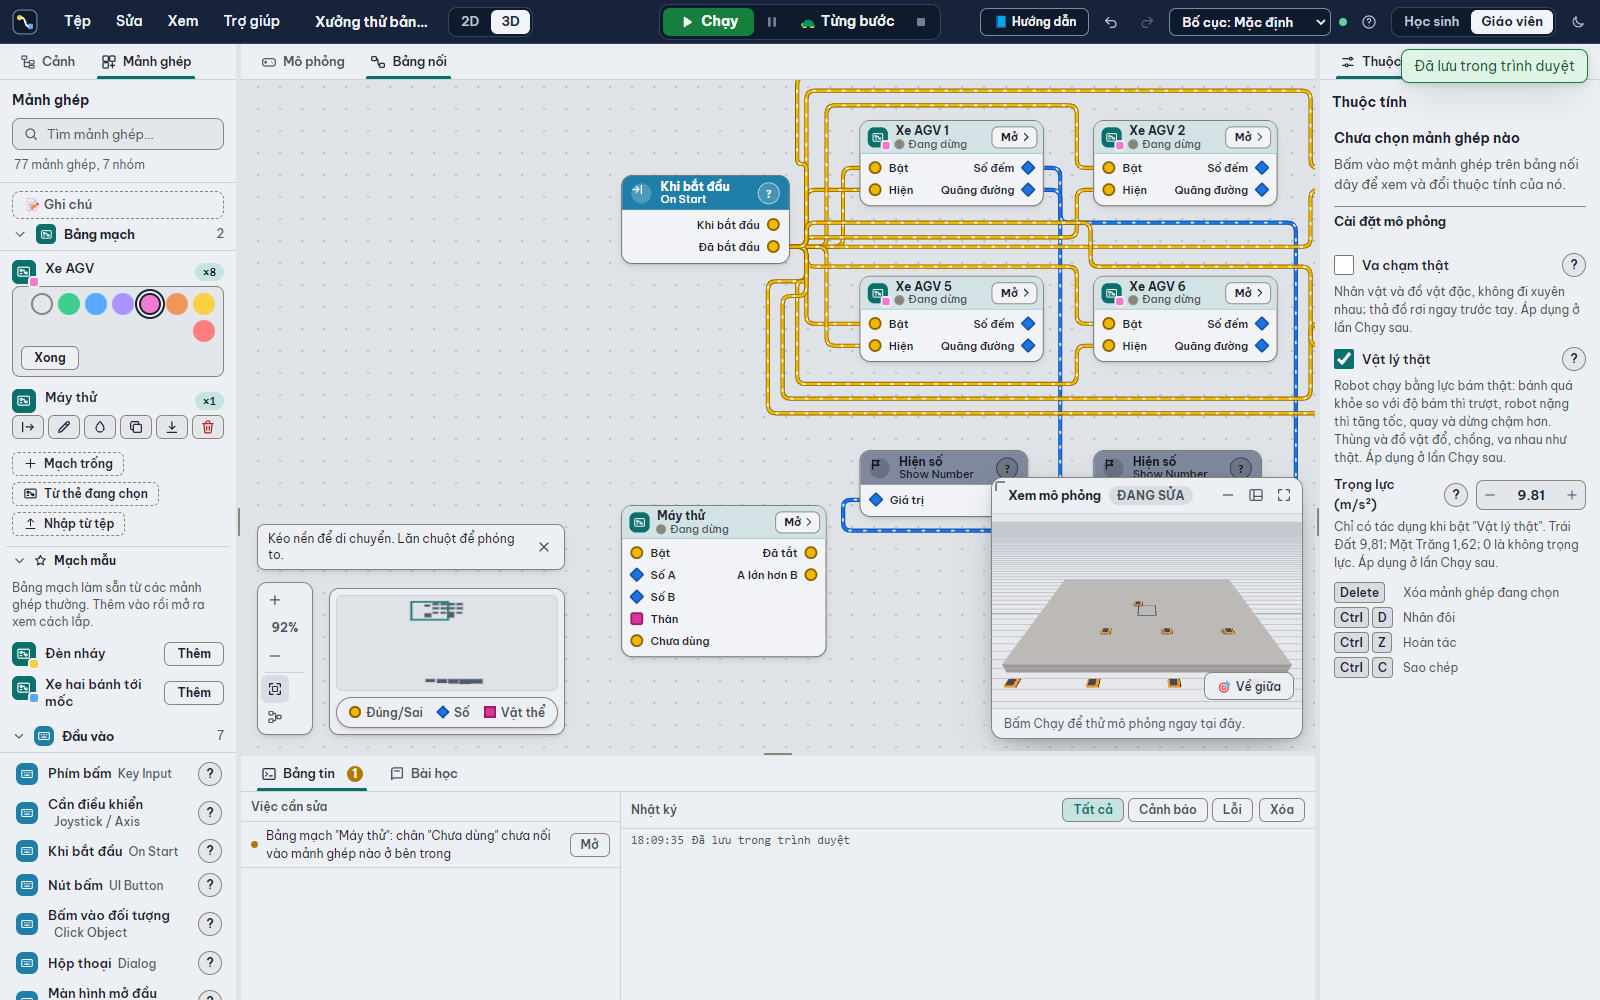 Tệp Sửa Xem Trợ giúp Xưởng thử bản... 2D 3D Chạy Từng bước Hướng dẫn Bố cục: Mặc định Học sinh Giáo viên
Cảnh Mảnh ghép
Mảnh ghép
Tìm mảnh ghép...
77 mảnh ghép, 7 nhóm
Ghi chú
Bảng mạch 2
Xe AGV ×8
Xong
Máy thử ×1
Mạch trống
Từ thẻ đang chọn
Nhập từ tệp
Mạch mẫu
Bảng mạch làm sẵn từ các mảnh
ghép thường. Thêm vào rồi mở ra
xem cách lắp.
Đèn nháy Thêm
Xe hai bánh tới
mốc
Thêm
Đầu vào 7
Phím bấm Key Input ?
Cần điều khiển
Joystick / Axis
?
Khi bắt đầu On Start ?
Nút bấm UI Button ?
Bấm vào đối tượng
Click Object
?
Hộp thoại Dialog ?
Màn hình mở đầu
Mô phỏng Bảng nối
Khi bắt đầu
On Start
?
Khi bắt đầu
Đã bắt đầu
Xe AGV 1
Đang dừng
Mở
Bật Số đếm
Hiện Quãng đường
Xe AGV 2
Đang dừng
Mở
Bật Số đếm
Hiện Quãng đường
Xe AGV 5
Đang dừng
Mở
Bật Số đếm
Hiện Quãng đường
Xe AGV 6
Đang dừng
Mở
Bật Số đếm
Hiện Quãng đường
Hiện số
Show Number
?
Giá trị
Hiện số
Show Number
?
Máy thử
Đang dừng
Mở
Bật Đã tắt
Số A A lớn hơn B
Số B
Thân
Chưa dùng
Kéo nền để di chuyển. Lăn chuột để phóng
to.
92%
Đúng/Sai Số Vật thể
Xem mô phỏng ĐANG SỬA
Về giữa
Bấm Chạy để thử mô phỏng ngay tại đây.
Bảng tin 1 Bài học
Việc cần sửa
Bảng mạch "Máy thử": chân "Chưa dùng" chưa nối
vào mảnh ghép nào ở bên trong
Mở
Nhật ký Tất cả Cảnh báo Lỗi Xóa
18:09:35 Đã lưu trong trình duyệt
Thuộc
Đã lưu trong trình duyệt
Thuộc tính
Chưa chọn mảnh ghép nào
Bấm vào một mảnh ghép trên bảng nối
dây để xem và đổi thuộc tính của nó.
Cài đặt mô phỏng
Va chạm thật ?
Nhân vật và đồ vật đặc, không đi xuyên
nhau; thả đồ rơi ngay trước tay. Áp dụng ở
lần Chạy sau.
Vật lý thật ?
Robot chạy bằng lực bám thật: bánh quá
khỏe so với độ bám thì trượt, robot nặng
thì tăng tốc, quay và dừng chậm hơn.
Thùng và đồ vật đổ, chồng, va nhau như
thật. Áp dụng ở lần Chạy sau.
Trọng lực
(m/s²)
? − 9.81 +
Chỉ có tác dụng khi bật "Vật lý thật". Trái
Đất 9,81; Mặt Trăng 1,62; 0 là không trọng
lực. Áp dụng ở lần Chạy sau.
Delete Xóa mảnh ghép đang chọn
Ctrl D Nhân đôi
Ctrl Z Hoàn tác
Ctrl C Sao chép